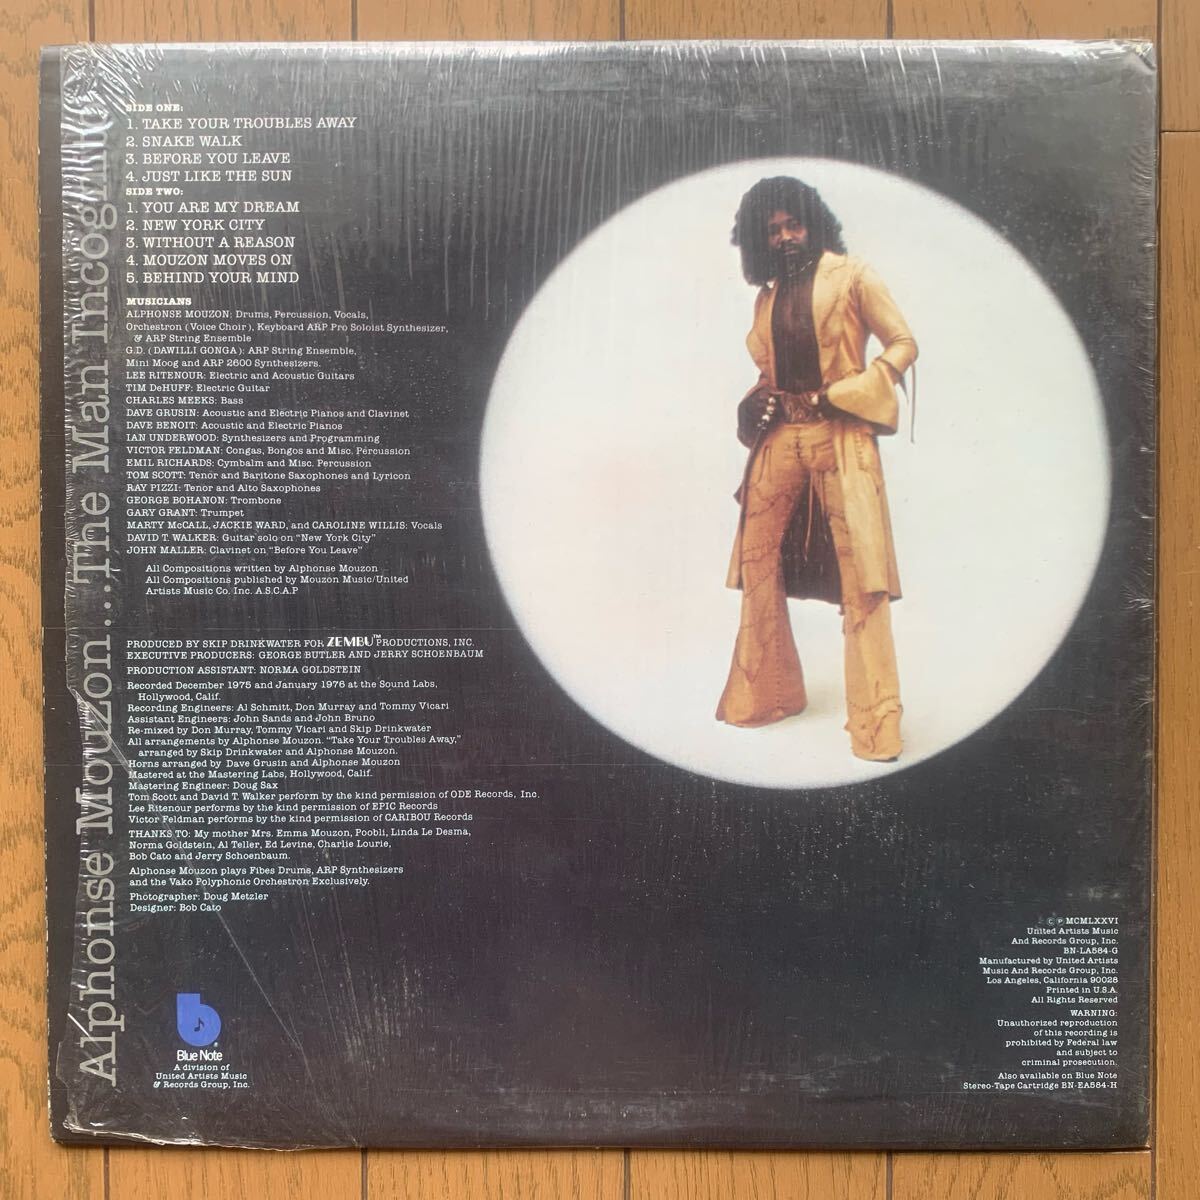 Alphonse Mouzon...The Man Incognito
SIDE ONE:
1. TAKE YOUR TROUBLES AWAY
2. SNAKE WALK
3. BEFORE YOU LEAVE
4. JUST LIKE THE SUN
SIDE TWO:
1. YOU ARE MY DREAM
2. NEW YORK CITY
3. WITHOUT A REASON
4. MOUZON MOVES ON
5. BEHIND YOUR MIND
MUSICIANS
ALPHONSE MOUZON: Drums, Percussion, Vocals,
Orchestron (Voice Choir), Keyboard ARP Pro Soloist Synthesizer,
& ARP String Ensemble
G.D. (DAWILLI GONGA): ARP String Ensemble,
Mini Moog and ARP 2600 Synthesizers.
LEE RITENOUR: Electric and Acoustic Guitars
TIM DeHUFF: Electric Guitar
CHARLES MEEKS: Bass
DAVE GRUSIN: Acoustic and Electric Pianos and Clavinet
DAVE BENOIT: Acoustic and Electric Pianos
IAN UNDERWOOD: Synthesizers and Programming
VICTOR FELDMAN: Congas, Bongos and Misc. Percussion
EMIL RICHARDS: Cymbalm and Misc. Percussion
TOM SCOTT: Tenor and Baritone Saxophones and Lyricon
RAY PIZZI: Tenor and Alto Saxophones
GEORGE BOHANON: Trombone
GARY GRANT: Trumpet
MARTY McCALL, JACKIE WARD, and CAROLINE WILLIS: Vocals
DAVID T. WALKER: Guitar solo on "New York City"
JOHN MALLER: Clavinet on "Before You Leave"
All Compositions written by Alphonse Mouzon
All Compositions published by Mouzon Music/United
Artists Music Co. Inc. A.S.C.A.P
PRODUCED BY SKIP DRINKWATER FOR ZEMBU™ PRODUCTIONS, INC.
EXECUTIVE PRODUCERS: GEORGE BUTLER AND JERRY SCHOENBAUM
PRODUCTION ASSISTANT: NORMA GOLDSTEIN
Recorded December 1975 and January 1976 at the Sound Labs,
Hollywood, Calif.
Recording Engineers: Al Schmitt, Don Murray and Tommy Vicari
Assistant Engineers: John Sands and John Bruno
Re-mixed by Don Murray, Tommy Vicari and Skip Drinkwater
All arrangements by Alphonse Mouzon. "Take Your Troubles Away,"
arranged by Skip Drinkwater and Alphonse Mouzon.
Horns arranged by Dave Grusin and Alphonse Mouzon
Mastered at the Mastering Labs, Hollywood, Calif.
Mastering Engineer: Doug Sax
Tom Scott and David T. Walker perform by the kind permission of ODE Records, Inc.
Lee Ritenour performs by the kind permission of EPIC Records
Victor Feldman performs by the kind permission of CARIBOU Records
THANKS TO: My mother Mrs. Emma Mouzon, Poobli, Linda Le Desma,
Norma Goldstein, Al Teller, Ed Levine, Charlie Lourie,
Bob Cato and Jerry Schoenbaum.
Alphonse Mouzon plays Fibes Drums, ARP Synthesizers
and the Vako Polyphonic Orchestron Exclusively.
Photographer: Doug Metzler
Designer: Bob Cato
b
Blue Note
A division of
United Artists Music
& Records Group, Inc.
Ⓒ Ⓟ MCMLXXVI
United Artists Music
And Records Group, Inc.
BN-LA584-G
Manufactured by United Artists
Music And Records Group, Inc.
Los Angeles, California 90028
Printed in U.S.A.
All Rights Reserved
WARNING:
Unauthorized reproduction
of this recording is
prohibited by Federal law
and subject to
criminal prosecution.
Also available on Blue Note
Stereo-Tape Cartridge BN-EA584-H